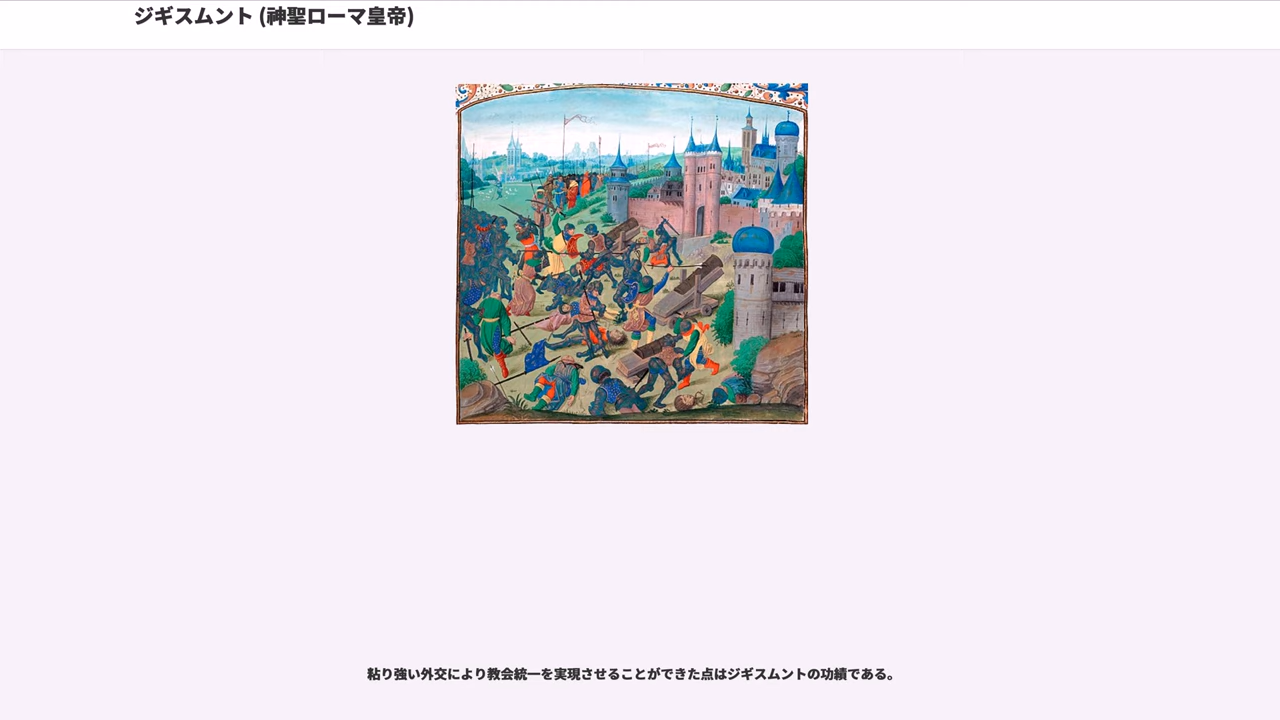 ジギスムント (神聖ローマ皇帝)
粘り強い外交により教会統一を実現させることができた点はジギスムントの功績である。